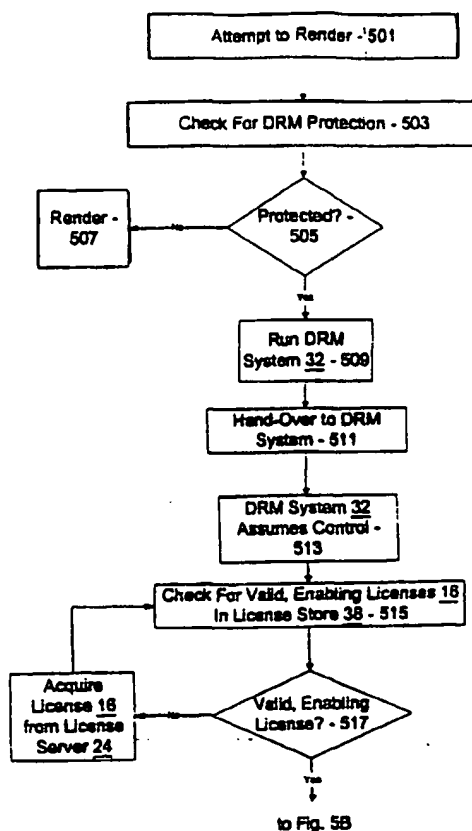 Attempt to Render - 501
Check For DRM Protection - 503
Protected? -
505
Render -
507
No
Yes
Run DRM
System 32 - 509
Hand-Over to DRM
System - 511
DRM System 32
Assumes Control -
513
Check For Valid, Enabling Licenses 16
In License Store 38 - 515
Valid, Enabling
License? - 517
Acquire
License 16
from License
Server 24
No
Yes
to Fig. 5B